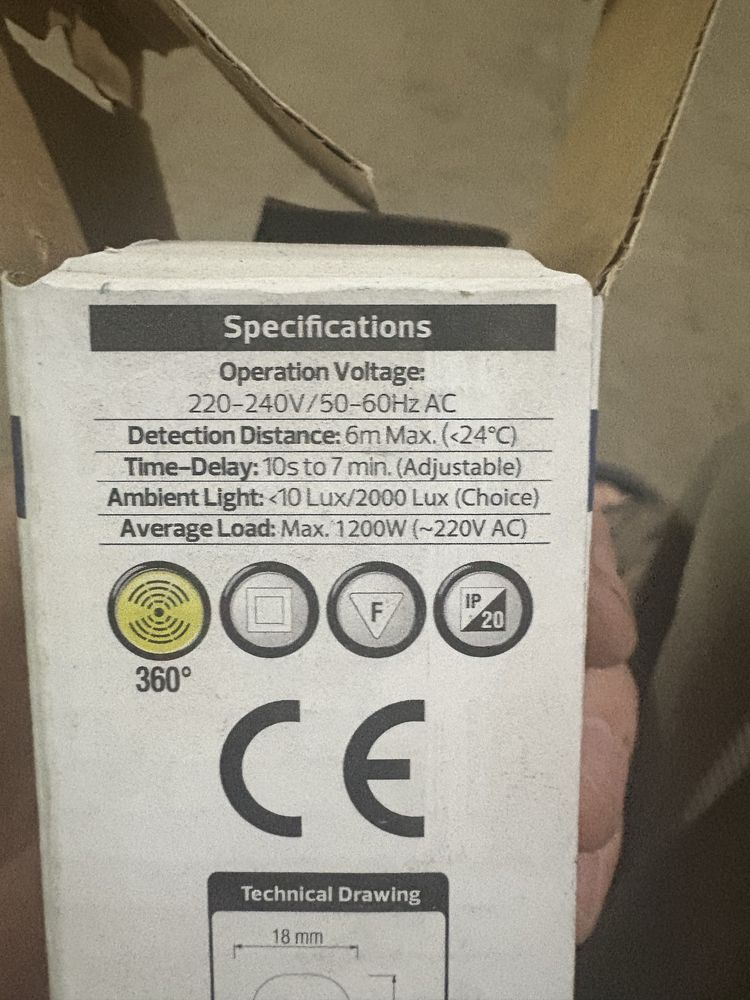 Specifications
Operation Voltage:
220-240V/50-60Hz AC
Detection Distance: 6m Max. (<24°C)
Time-Delay: 10s to 7 min. (Adjustable)
Ambient Light: <10 Lux/2000 Lux (Choice)
Average Load: Max. 1200W (~220V AC)
F
IP
20
360°
CE
Technical Drawing
18 mm